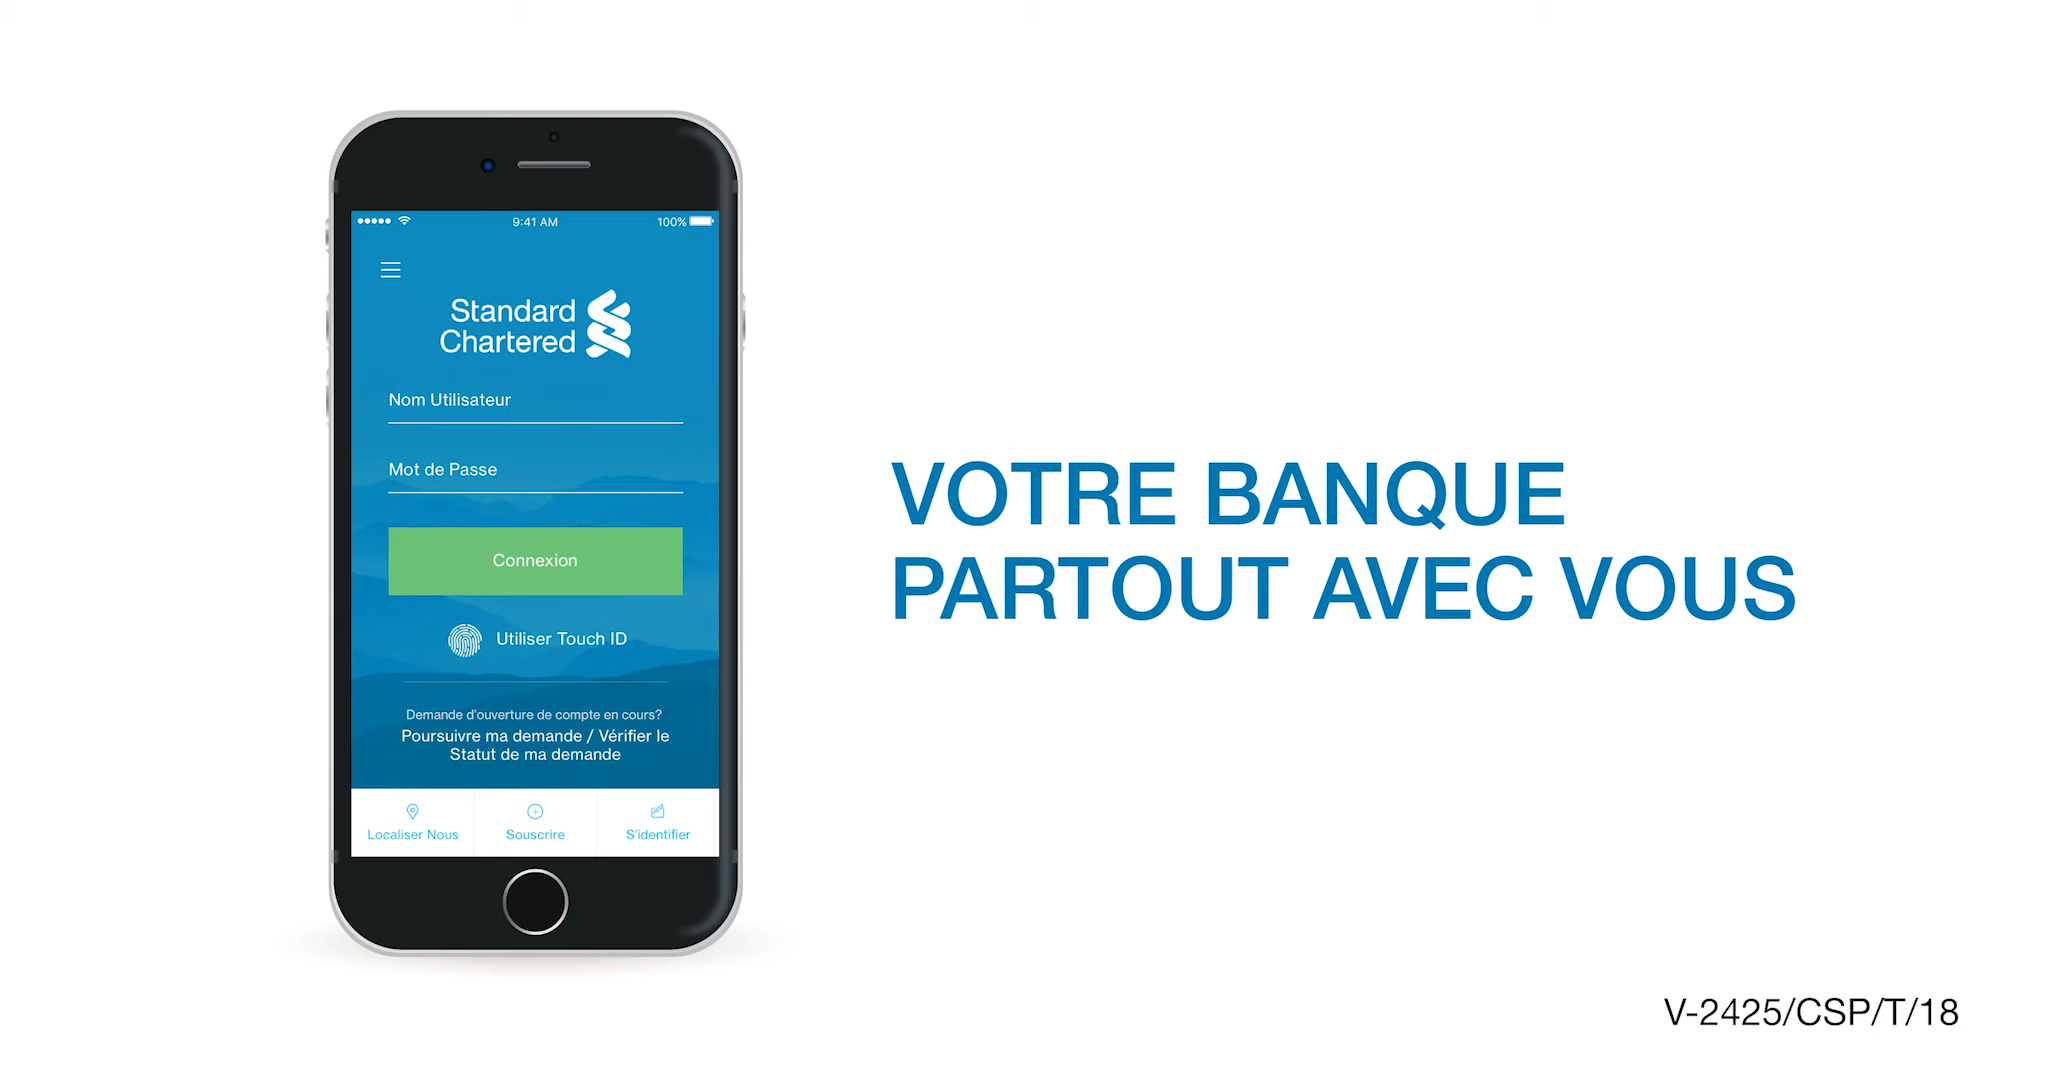 9:41 AM
100%
Standard
Chartered
Nom Utilisateur
Mot de Passe
Connexion
Utiliser Touch ID
Demande d'ouverture de compte en cours?
Poursuivre ma demande / Vérifier le
Statut de ma demande
Localiser Nous
Souscrire
S'identifier
VOTRE BANQUE
PARTOUT AVEC VOUS
V-2425/CSP/T/18